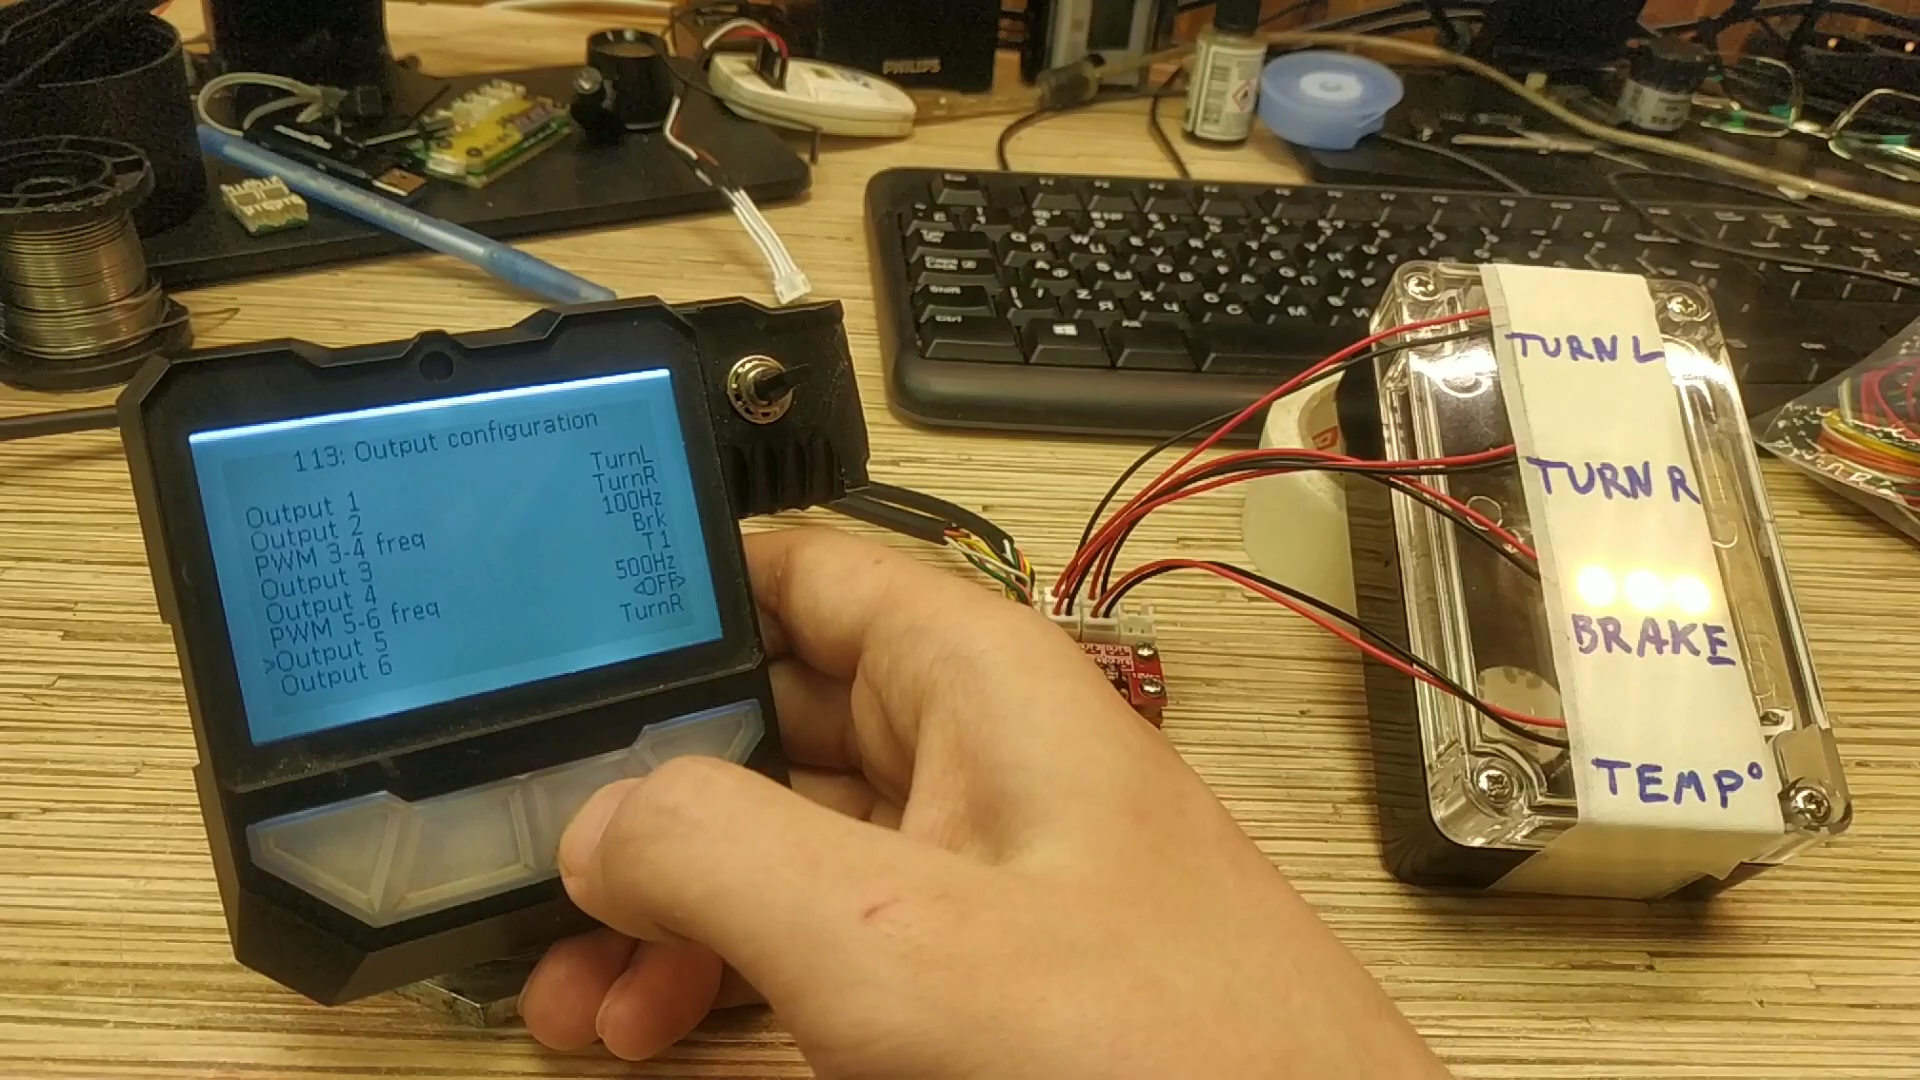 PHILIPS
113: Output configuration
Output 1 TurnL
Output 2 TurnR
PWM 3-4 freq 100Hz
Output 3 Brk
Output 4 T1
PWM 5-6 freq 500Hz
>Output 5 <OFF>
Output 6 TurnR
TURN L
TURN R
BRAKE
TEMP°